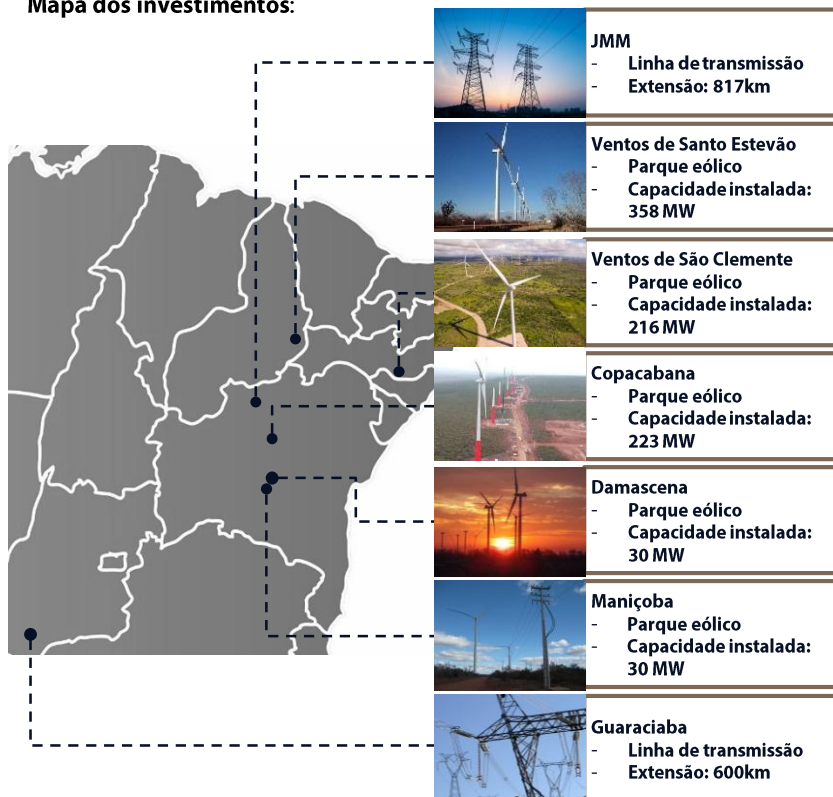 Mapa dos investimentos:
JMM
- Linha de transmissão
- Extensão: 817km
Ventos de Santo Estevão
- Parque eólico
- Capacidade instalada:
358 MW
Ventos de São Clemente
- Parque eólico
- Capacidade instalada:
216 MW
Copacabana
- Parque eólico
- Capacidade instalada:
223 MW
Damascena
- Parque eólico
- Capacidade instalada:
30 MW
Maniçoba
- Parque eólico
- Capacidade instalada:
30 MW
Guaraciaba
- Linha de transmissão
- Extensão: 600km